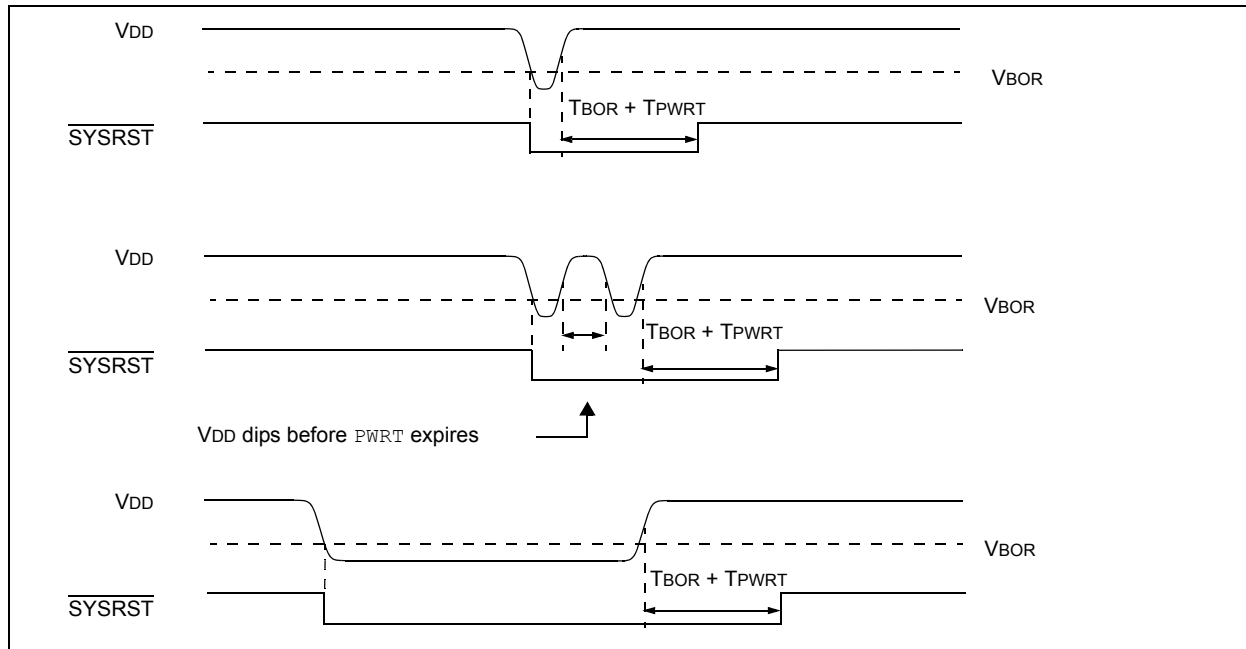 VDD
VBOR
TBOR + TPWRT
SYSRST
VDD
VBOR
TBOR + TPWRT
SYSRST
VDD dips before PWRT expires
VDD
VBOR
TBOR + TPWRT
SYSRST